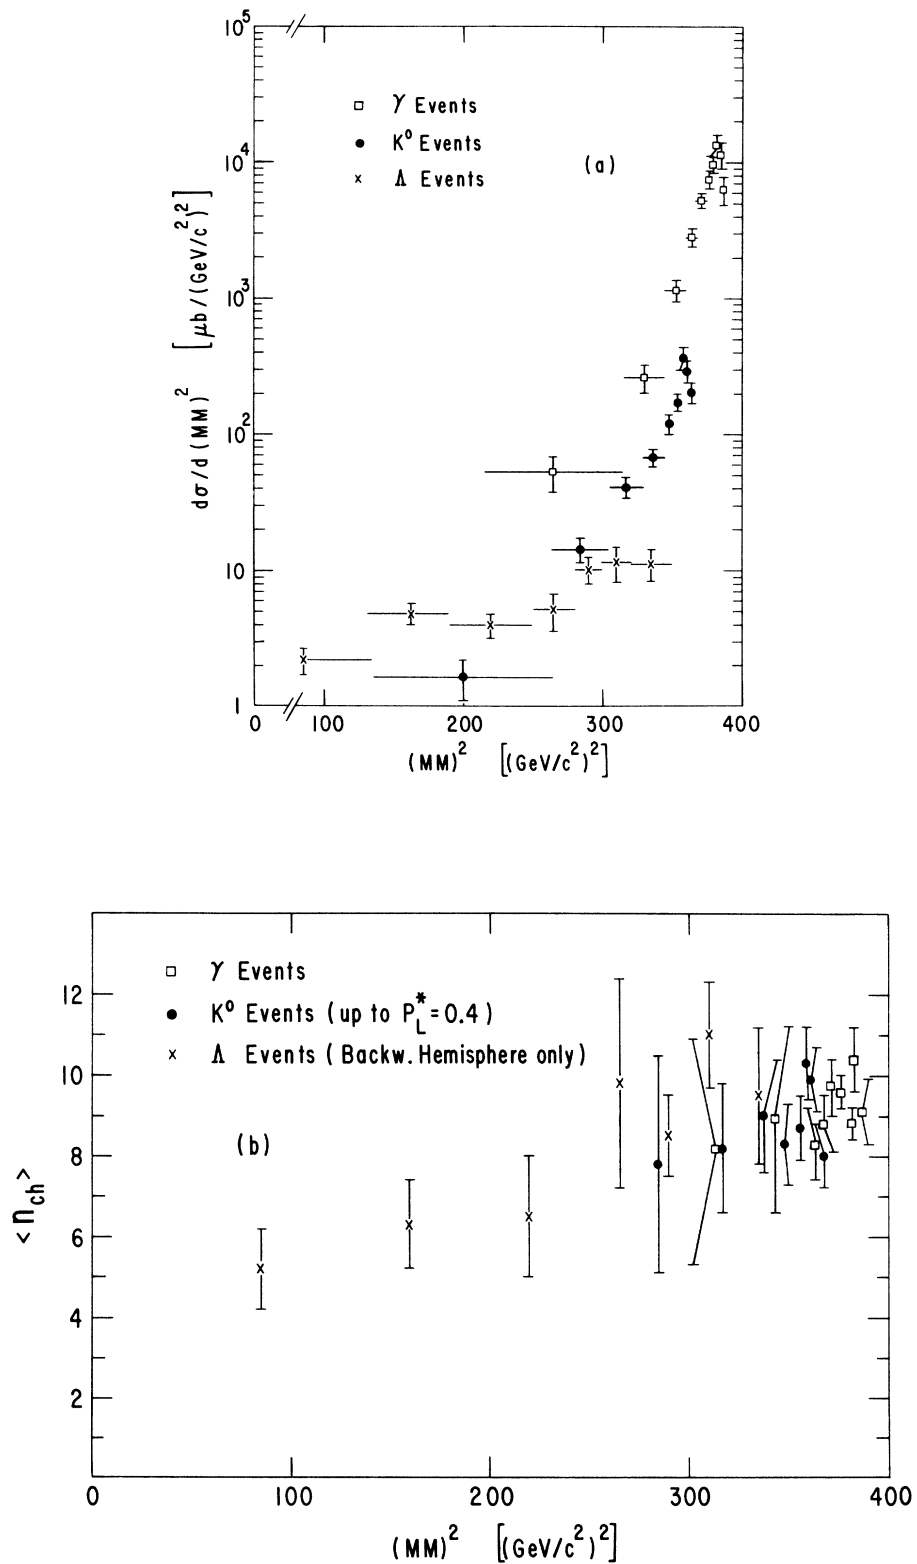 10^5
γ Events
K^0 Events
Λ Events
(a)
10^4
10^3
10^2
10
1
dσ/d(MM)^2 [μb/(GeV/c^2)^2]
0 100 200 300 400
(MM)^2 [(GeV/c^2)^2]
γ Events
K^0 Events (up to P_L^*=0.4)
Λ Events (Backw. Hemisphere only)
(b)
12
10
8
6
4
2
<n_ch>
0 100 200 300 400
(MM)^2 [(GeV/c^2)^2]